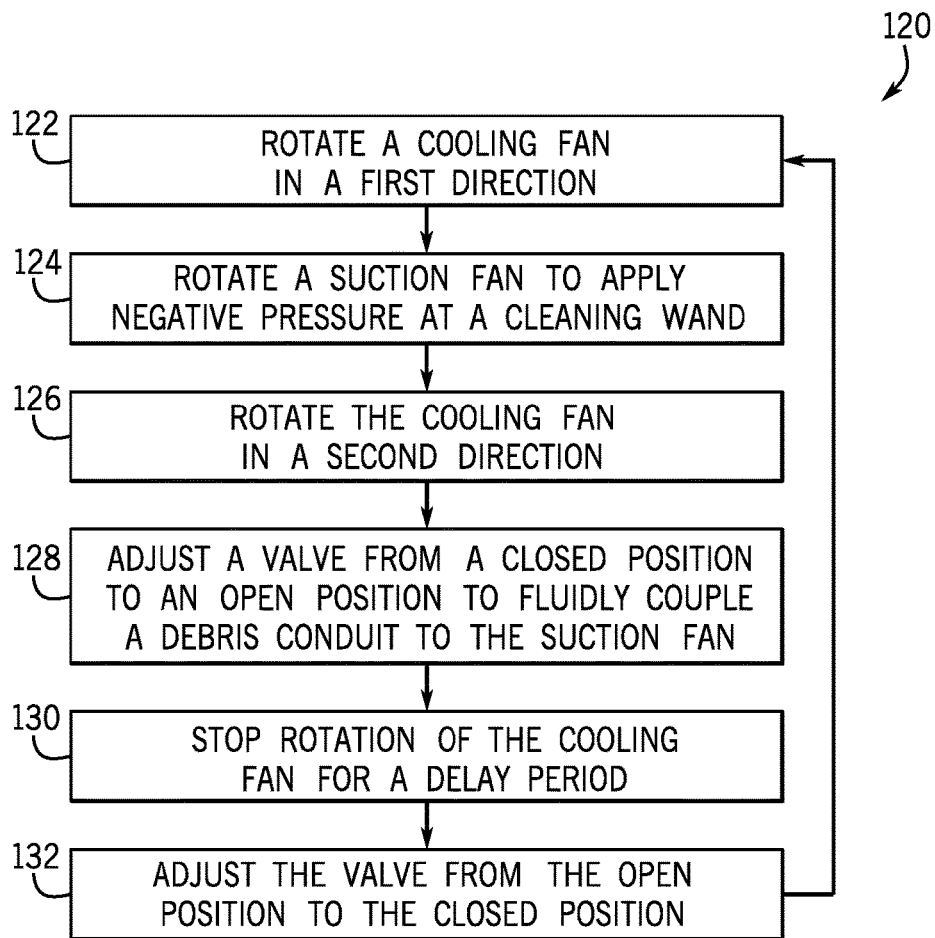 120
122
ROTATE A COOLING FAN
IN A FIRST DIRECTION
124
ROTATE A SUCTION FAN TO APPLY
NEGATIVE PRESSURE AT A CLEANING WAND
126
ROTATE THE COOLING FAN
IN A SECOND DIRECTION
128
ADJUST A VALVE FROM A CLOSED POSITION
TO AN OPEN POSITION TO FLUIDLY COUPLE
A DEBRIS CONDUIT TO THE SUCTION FAN
130
STOP ROTATION OF THE COOLING
FAN FOR A DELAY PERIOD
132
ADJUST THE VALVE FROM THE OPEN
POSITION TO THE CLOSED POSITION